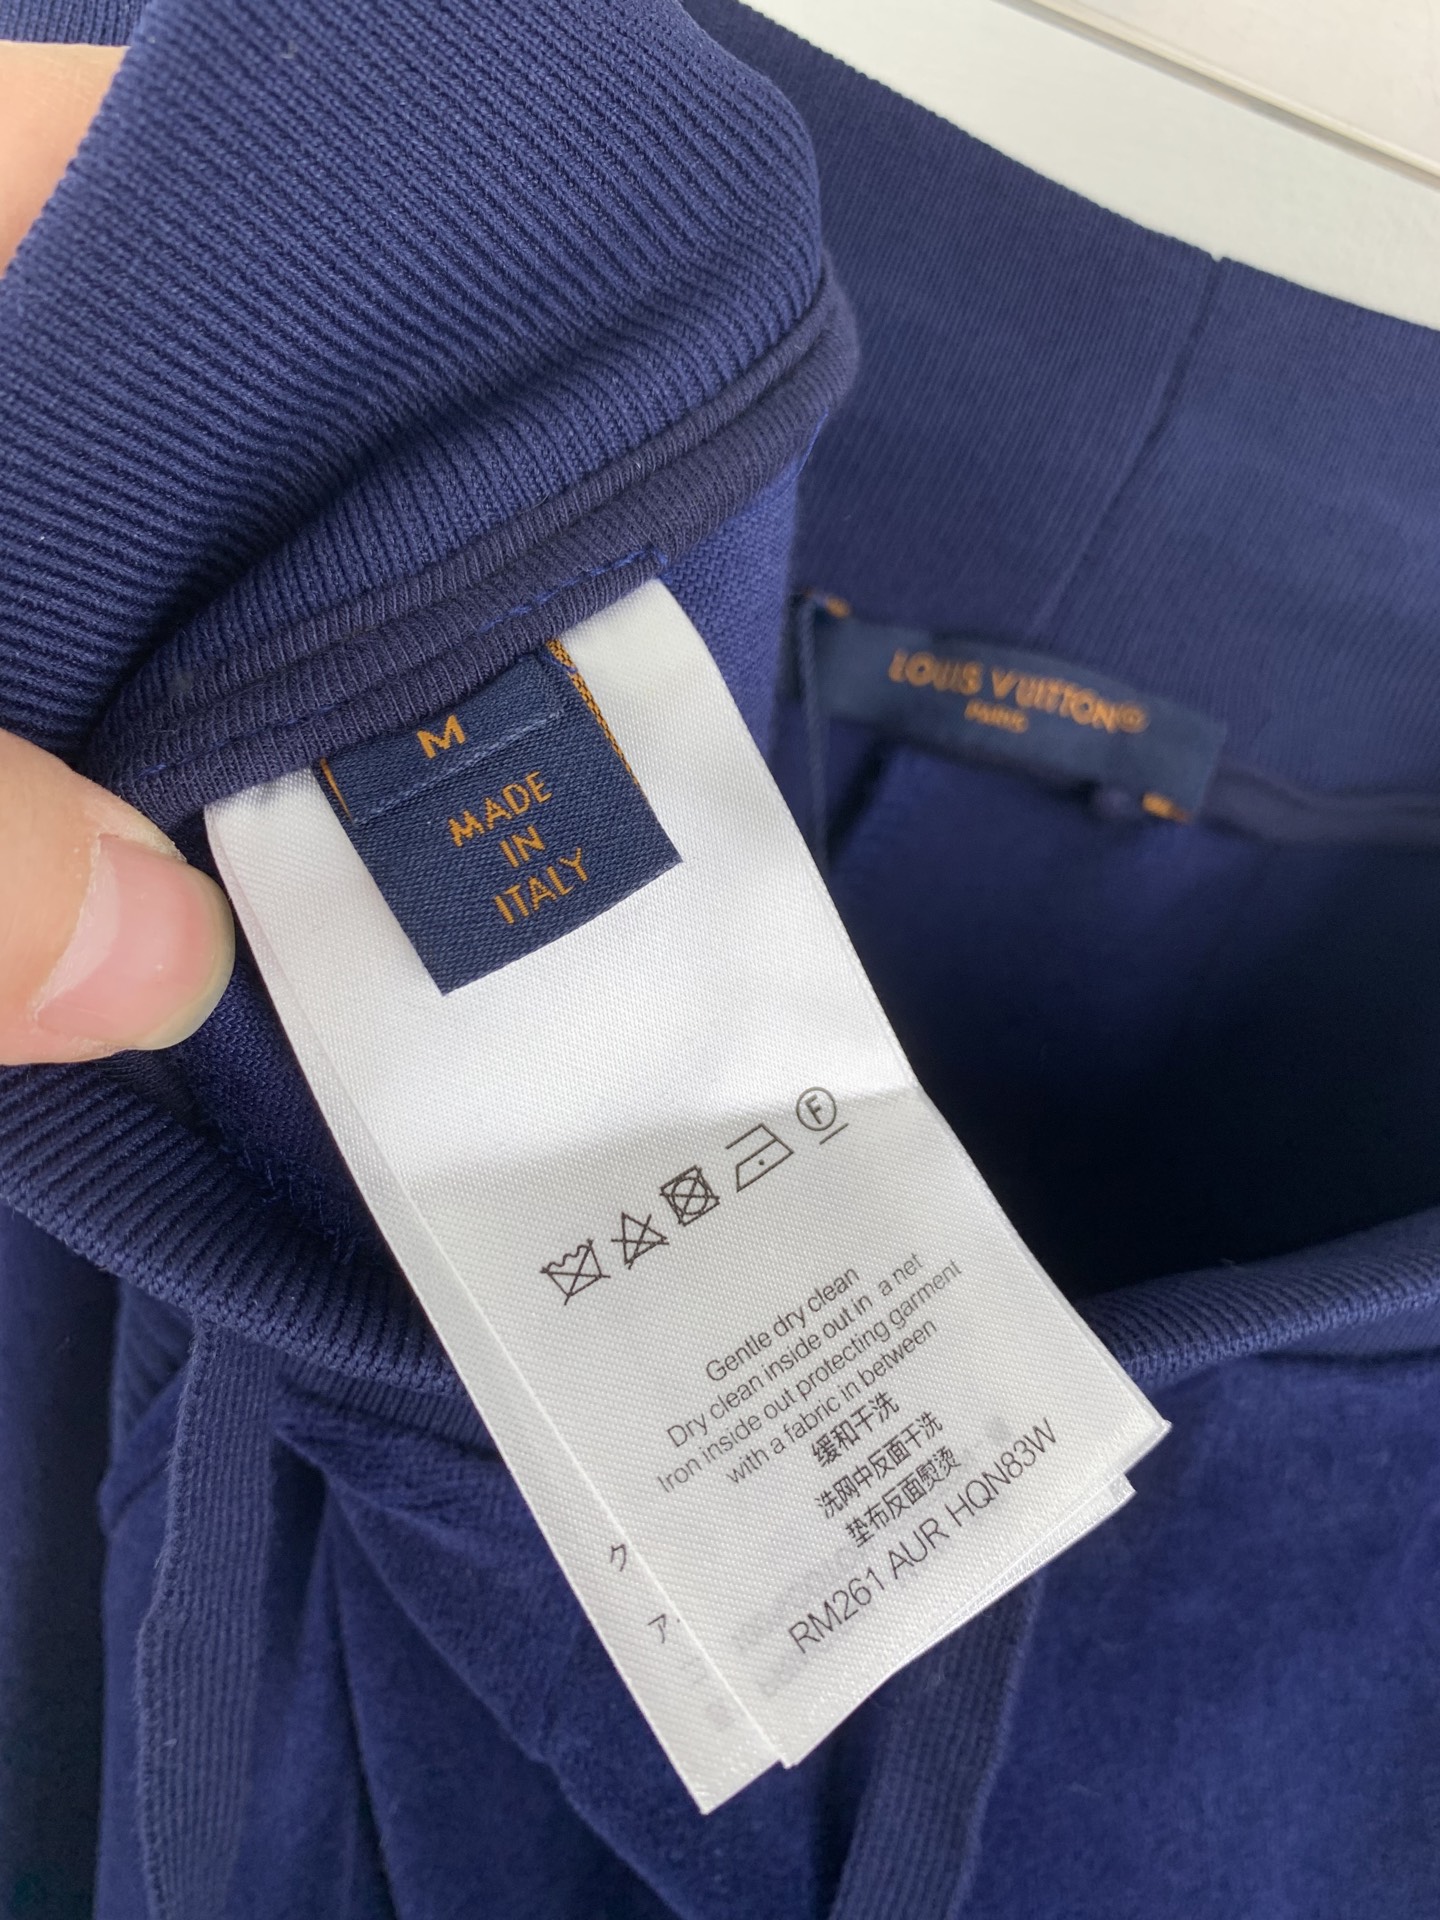 LOUIS VUITTON®
PARIS
M
MADE
IN
ITALY
F
Gentle dry clean
Dry clean inside out in a net
Iron inside out protecting garment
with a fabric in between
缓和干洗
洗网中反面干洗
垫布反面熨烫
RM261 AUR HQN83W
ク
ア